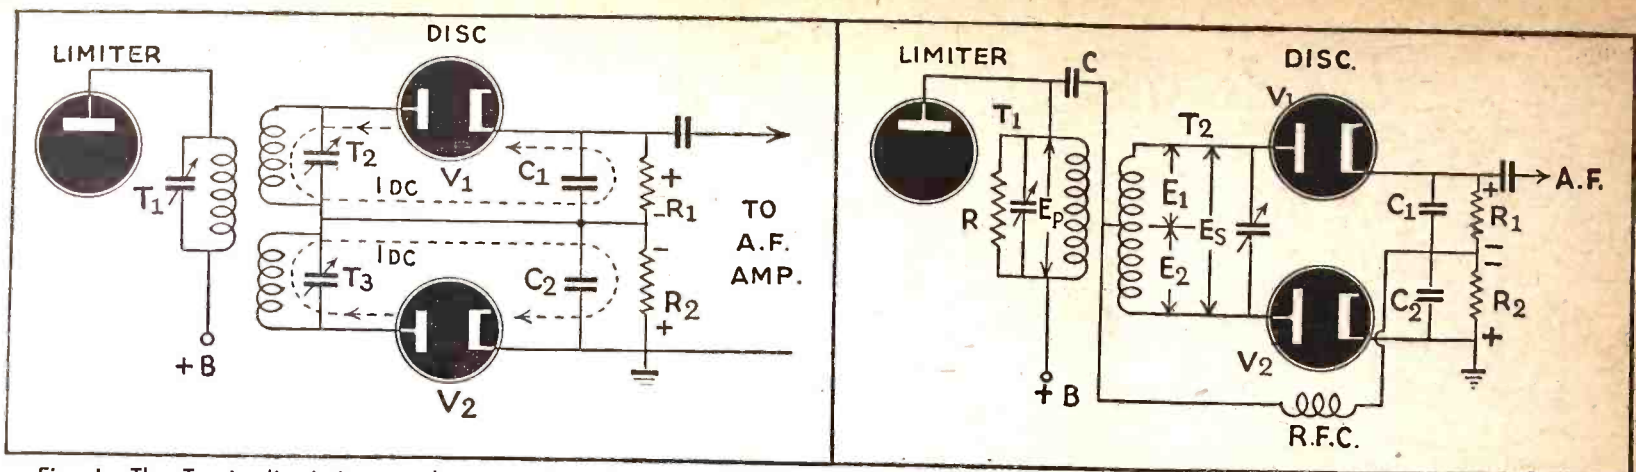 LIMITER
DISC
T1
T2
V1
C1
IDC
+
-
R1
TO
A.F.
AMP.
IDC
T3
C2
-
R2
+
+B
V2
LIMITER
C
DISC.
V1
T1
T2
R
Ep
E1
Es
E2
C1
+
R1
A.F.
-
-
C2
R2
+
V2
+B
R.F.C.